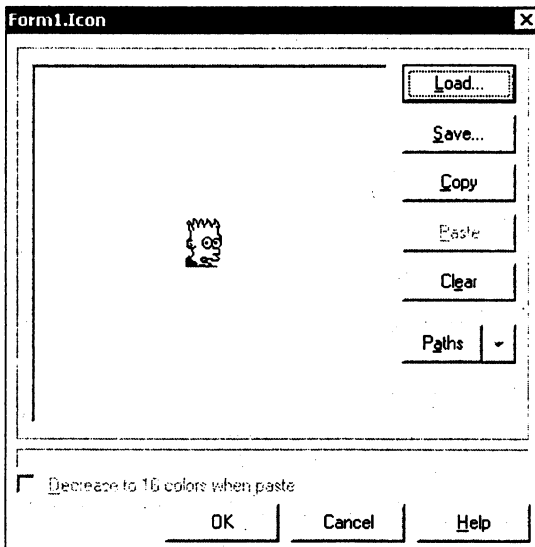 Form1.Icon
Load...
Save...
Copy
Paste
Clear
Paths
Decrease to 16 colors when paste
OK Cancel Help